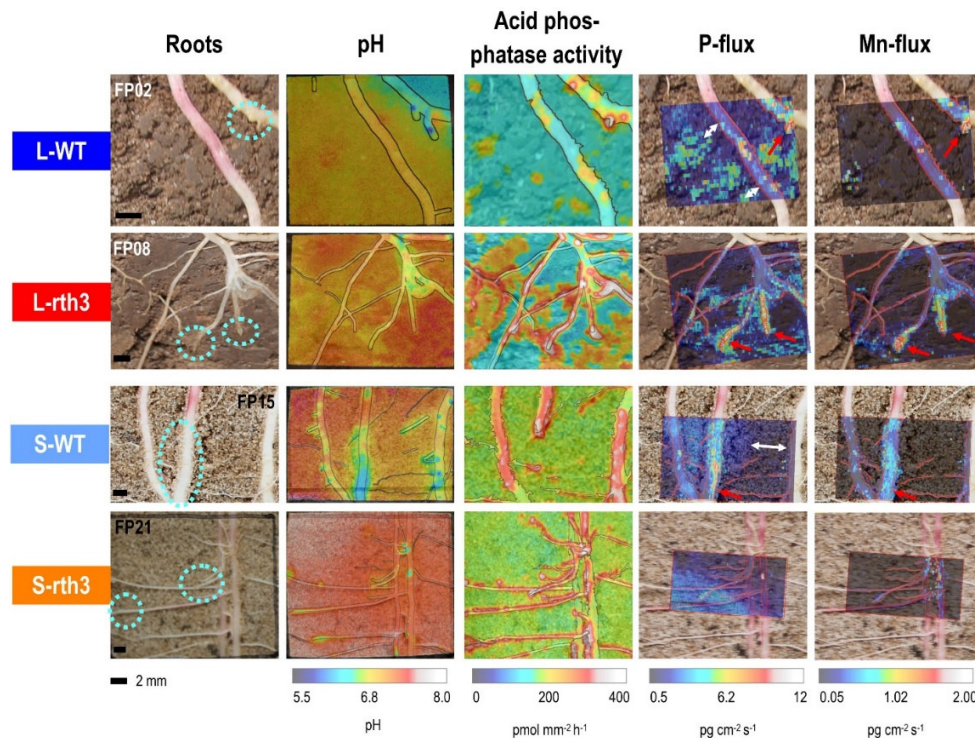 Roots
pH
Acid phos-
phatase activity
P-flux
Mn-flux
L-WT
FP02
L-rth3
FP08
S-WT
FP15
S-rth3
FP21
2 mm
5.5 6.8 8.0
pH
0 200 400
pmol mm⁻² h⁻¹
0.5 6.2 12
pg cm⁻² s⁻¹
0.05 1.02 2.00
pg cm⁻² s⁻¹